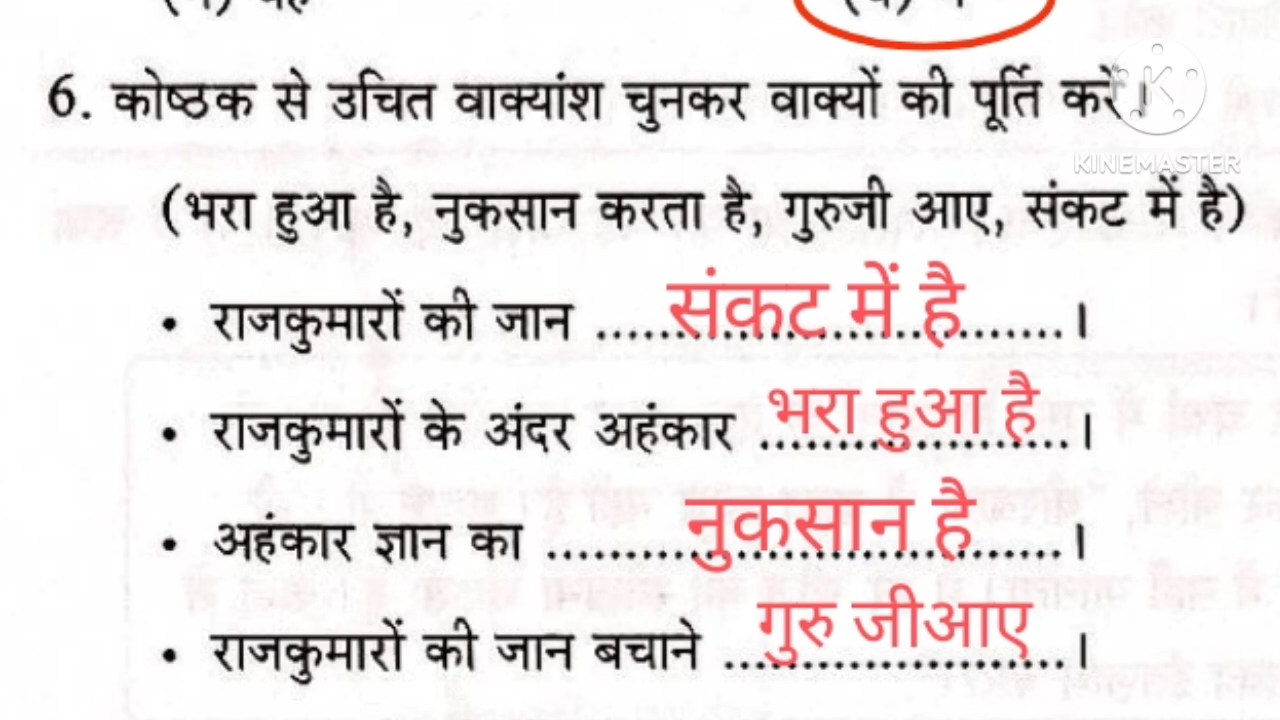 6. कोष्ठक से उचित वाक्यांश चुनकर वाक्यों की पूर्ति करें।
KINEMASTER
(भरा हुआ है, नुकसान करता है, गुरुजी आए, संकट में है)
• राजकुमारों की जान .......संकट में है.......।
• राजकुमारों के अंदर अहंकार .......भरा हुआ है.......।
• अहंकार ज्ञान का .......नुकसान है.......।
• राजकुमारों की जान बचाने .......गुरु जीआए.......।